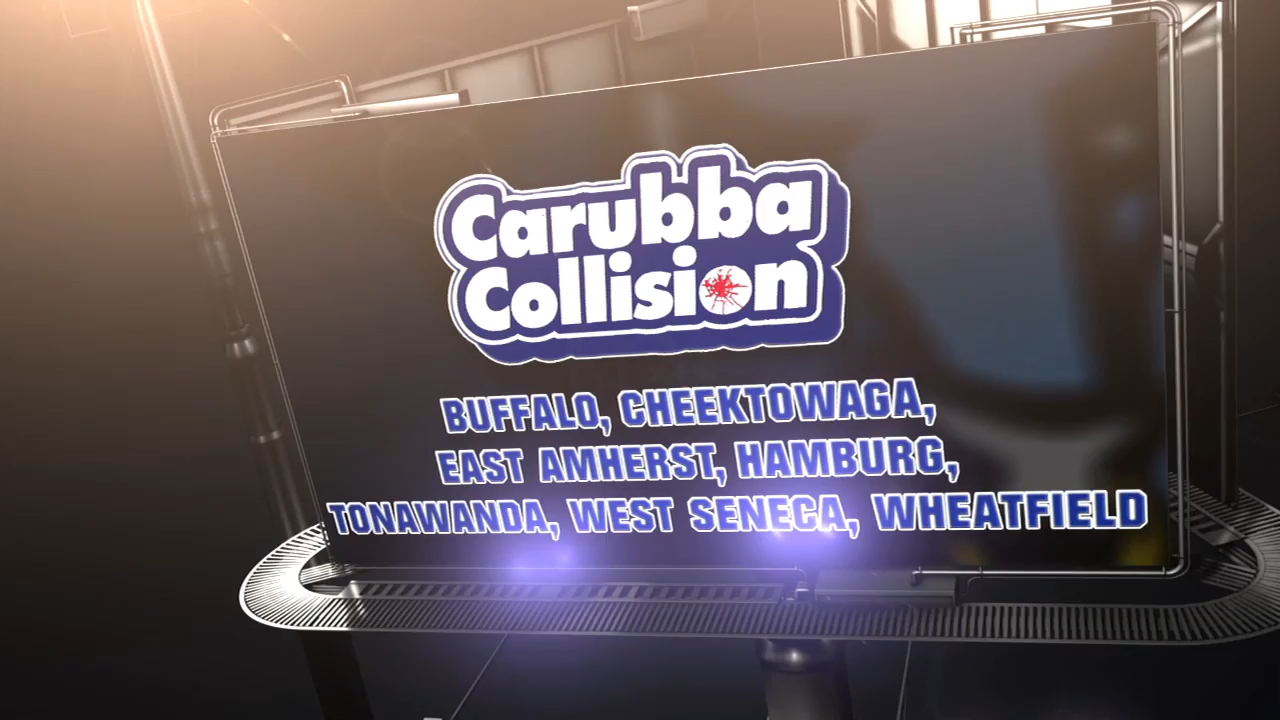 Carubba
Collision
BUFFALO, CHEEKTOWAGA,
EAST AMHERST, HAMBURG,
TONAWANDA, WEST SENECA, WHEATFIELD